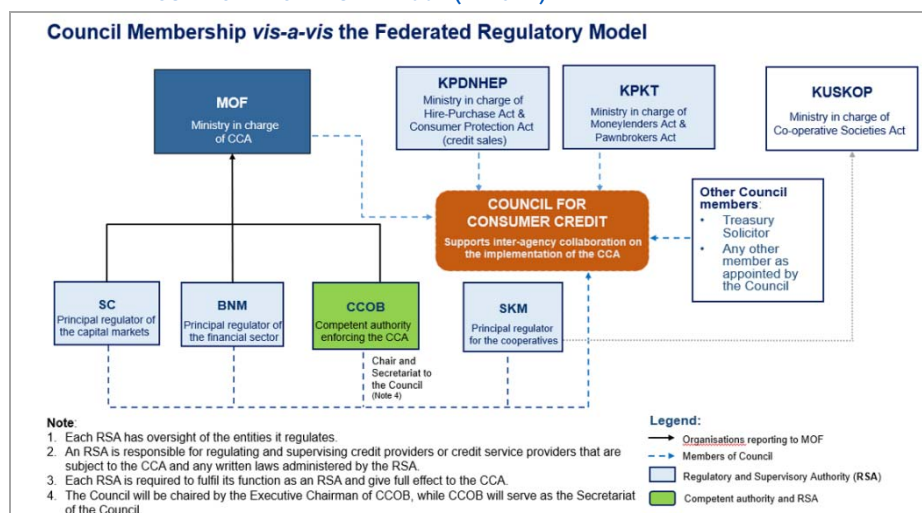 Council Membership vis-a-vis the Federated Regulatory Model
MOF
Ministry in charge
of CCA
KPDNHEP
Ministry in charge of
Hire-Purchase Act &
Consumer Protection Act
(credit sales)
KPKT
Ministry in charge of
Moneylenders Act &
Pawnbrokers Act
KUSKOP
Ministry in charge of
Co-operative Societies Act
COUNCIL FOR
CONSUMER CREDIT
Supports inter-agency collaboration on
the implementation of the CCA
Other Council
members:
• Treasury
Solicitor
• Any other
member as
appointed by
the Council
SC
Principal regulator of
the capital markets
BNM
Principal regulator of
the financial sector
CCOB
Competent authority
enforcing the CCA
SKM
Principal regulator
for the cooperatives
Chair and
Secretariat to
the Council
(Note 4)
Note:
1. Each RSA has oversight of the entities it regulates.
2. An RSA is responsible for regulating and supervising credit providers or credit service providers that are
subject to the CCA and any written laws administered by the RSA.
3. Each RSA is required to fulfil its function as an RSA and give full effect to the CCA.
4. The Council will be chaired by the Executive Chairman of CCOB, while CCOB will serve as the Secretariat
of the Council
Legend:
Organisations reporting to MOF
Members of Council
Regulatory and Supervisory Authority (RSA)
Competent authority and RSA